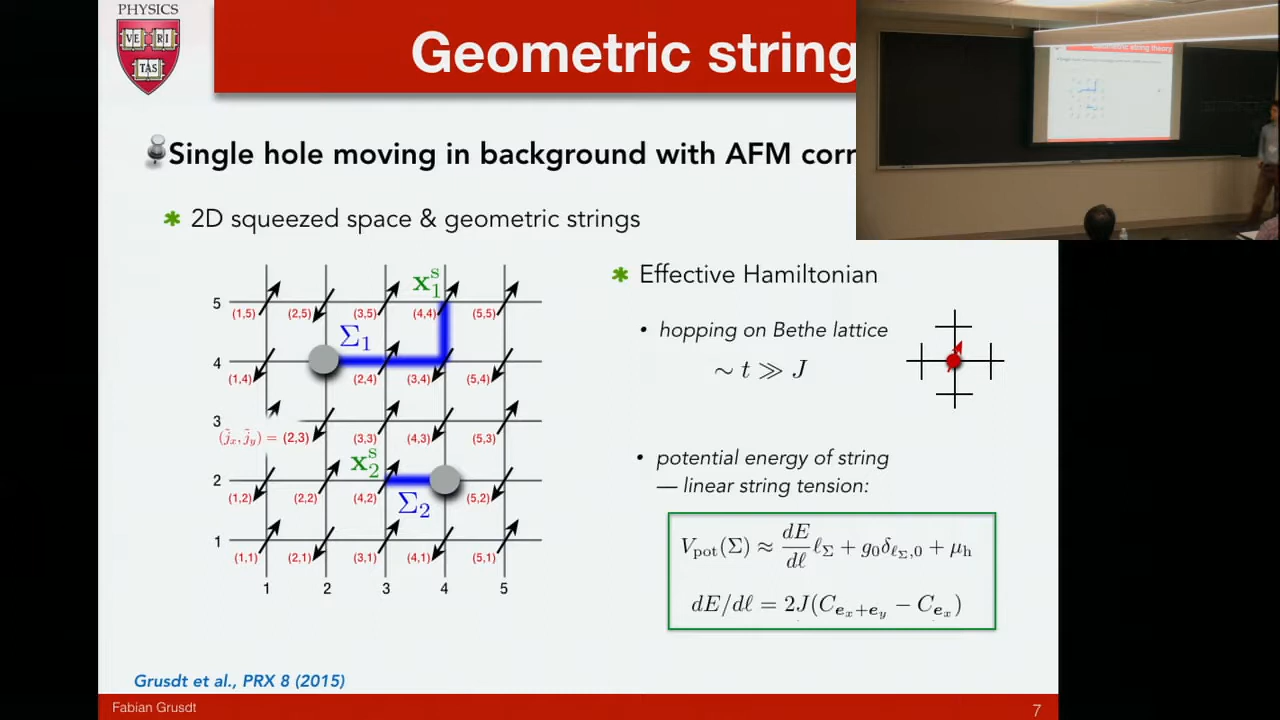 PHYSICS
VE RI
TAS
Geometric string
Single hole moving in background with AFM corr
2D squeezed space & geometric strings
5
4
3
2
1
1 2 3 4 5
(1,5) (2,5) (3,5) (4,4) (5,5)
x₁ˢ
Σ₁
(1,4) (2,4) (3,4) (5,4)
(j̃ₓ, j̃ᵧ) = (2,3) (3,3) (4,3) (5,3)
x₂ˢ
(1,2) (2,2) (4,2) (5,2)
Σ₂
(1,1) (2,1) (3,1) (4,1) (5,1)
Effective Hamiltonian
• hopping on Bethe lattice
∼ t ≫ J
• potential energy of string
— linear string tension:
V_pot(Σ) ≈ dE/dℓ ℓ_Σ + g₀δ_{ℓ_Σ,0} + μ_h
dE/dℓ = 2J(C_{e_x+e_y} − C_{e_x})
Grusdt et al., PRX 8 (2015)
Fabian Grusdt
7